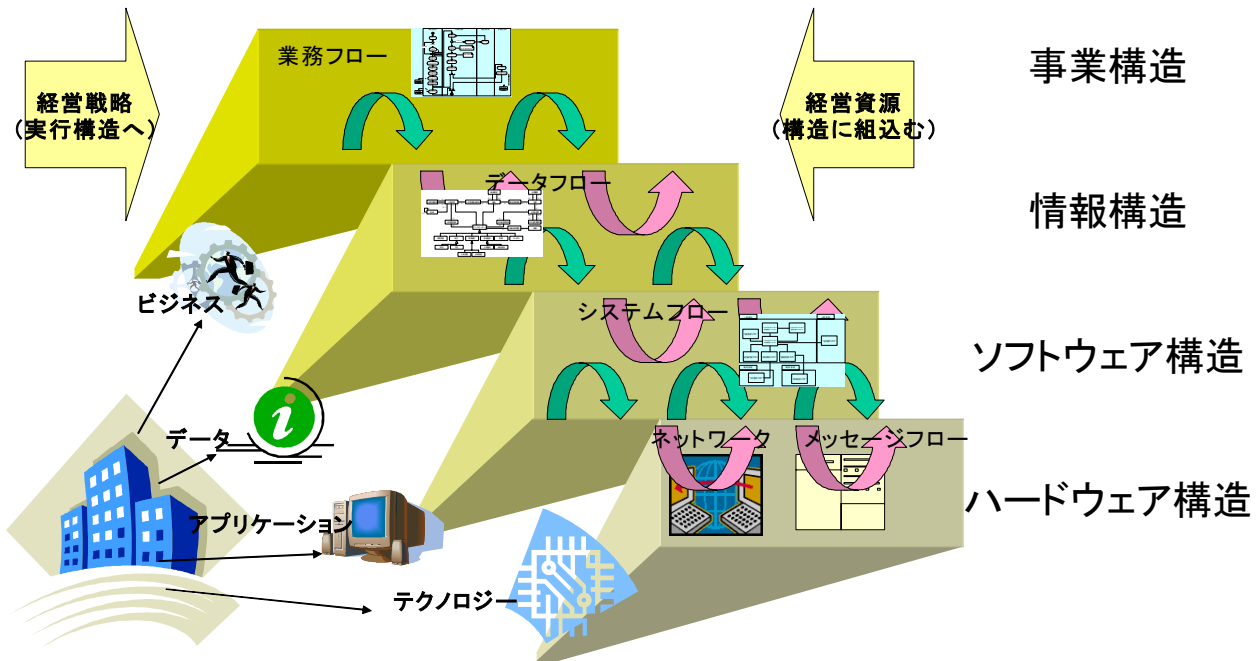 業務フロー
事業構造
経営戦略
(実行構造へ)
経営資源
(構造に組込む)
データフロー
情報構造
ビジネス
システムフロー
ソフトウェア構造
データ
ネットワーク
メッセージフロー
ハードウェア構造
アプリケーション
テクノロジー